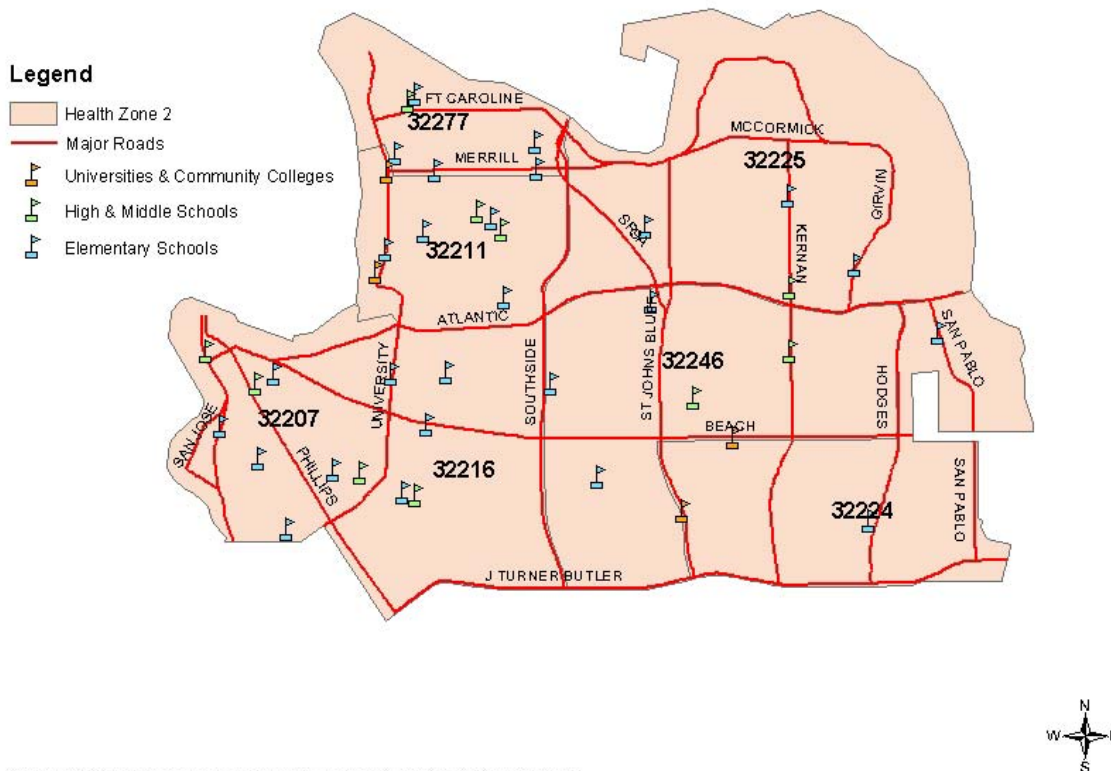 Legend
Health Zone 2
Major Roads
Universities & Community Colleges
High & Middle Schools
Elementary Schools
FT CAROLINE
32277
MCCORMICK
MERRILL
32225
GIRVIN
SR9A
KERNAN
32211
ATLANTIC
SAN PABLO
UNIVERSITY
SOUTHSIDE
ST JOHNS BLUFF
32246
HODGES
32207
SAN JOSE
BEACH
PHILLIPS
32216
SAN PABLO
32224
J TURNER BUTLER
N
W
S